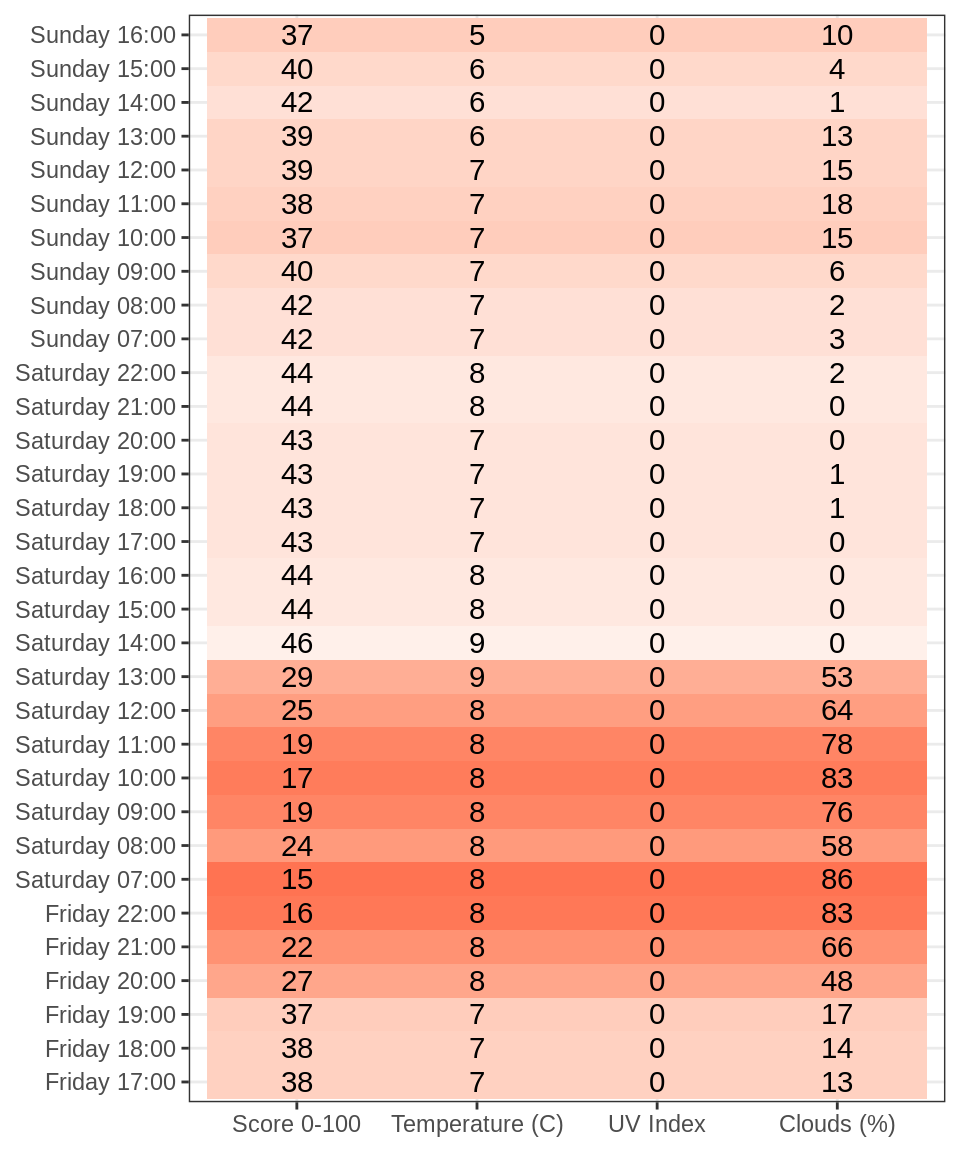 Sunday 16:00 37 5 0 10
Sunday 15:00 40 6 0 4
Sunday 14:00 42 6 0 1
Sunday 13:00 39 6 0 13
Sunday 12:00 39 7 0 15
Sunday 11:00 38 7 0 18
Sunday 10:00 37 7 0 15
Sunday 09:00 40 7 0 6
Sunday 08:00 42 7 0 2
Sunday 07:00 42 7 0 3
Saturday 22:00 44 8 0 2
Saturday 21:00 44 8 0 0
Saturday 20:00 43 7 0 0
Saturday 19:00 43 7 0 1
Saturday 18:00 43 7 0 1
Saturday 17:00 43 7 0 0
Saturday 16:00 44 8 0 0
Saturday 15:00 44 8 0 0
Saturday 14:00 46 9 0 0
Saturday 13:00 29 9 0 53
Saturday 12:00 25 8 0 64
Saturday 11:00 19 8 0 78
Saturday 10:00 17 8 0 83
Saturday 09:00 19 8 0 76
Saturday 08:00 24 8 0 58
Saturday 07:00 15 8 0 86
Friday 22:00 16 8 0 83
Friday 21:00 22 8 0 66
Friday 20:00 27 8 0 48
Friday 19:00 37 7 0 17
Friday 18:00 38 7 0 14
Friday 17:00 38 7 0 13
Score 0-100 Temperature (C) UV Index Clouds (%)